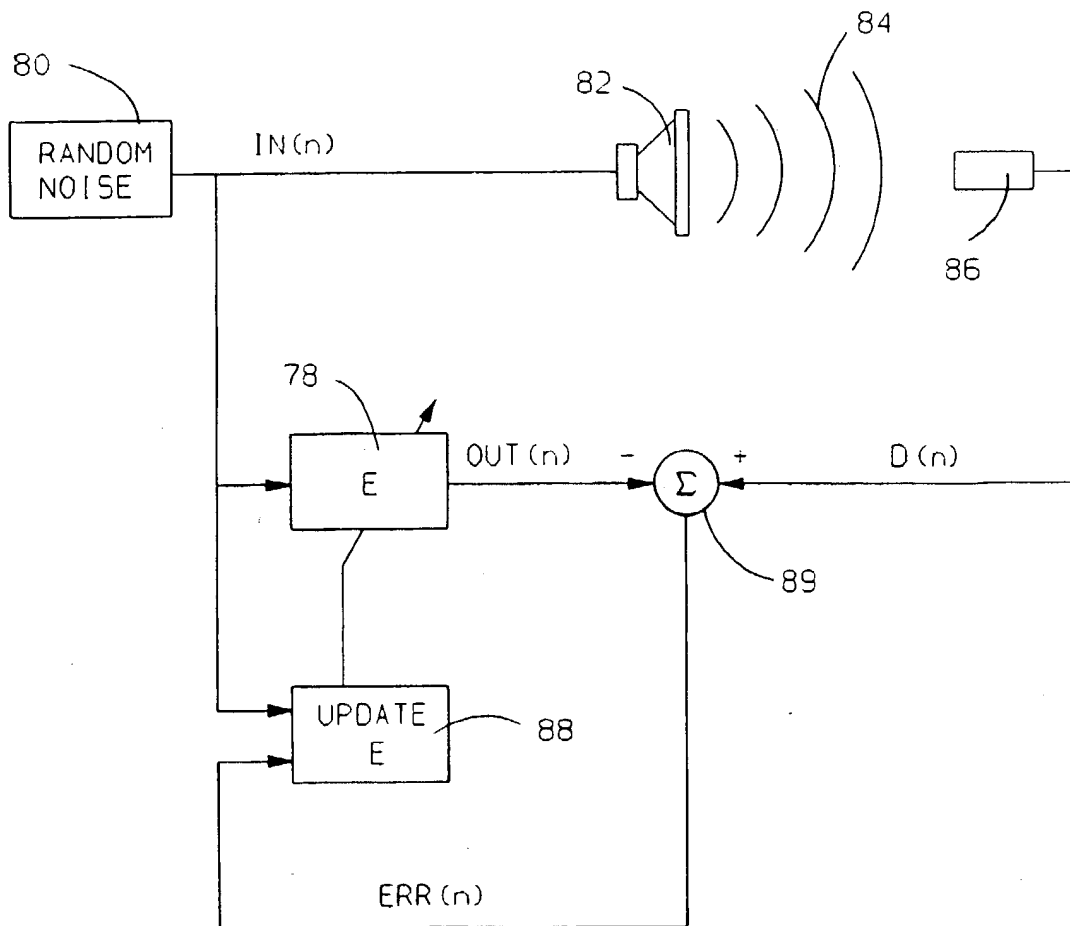 84
80
82
RANDOM
NOISE
IN(n)
86
78
E
OUT(n)
-
Σ
+
D(n)
89
UPDATE
E
88
ERR(n)